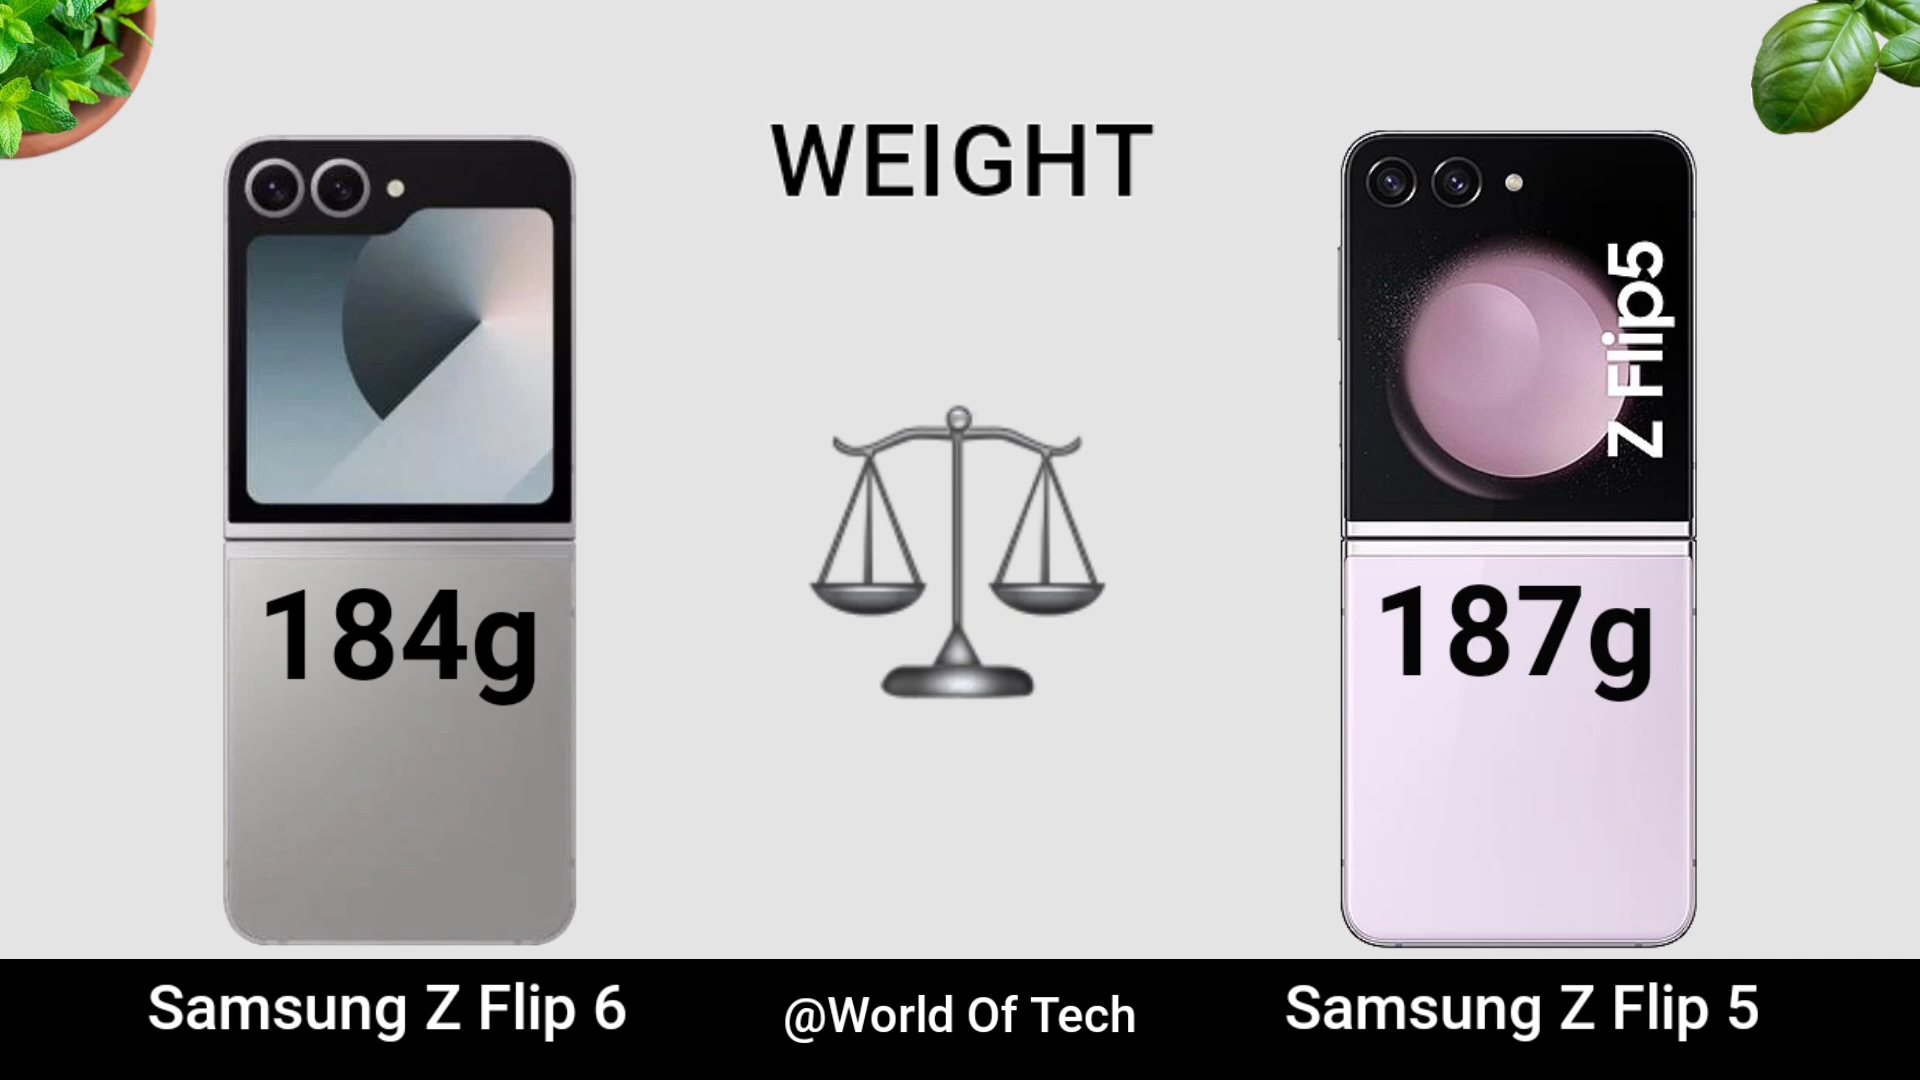 WEIGHT
Z Flip5
184g
187g
Samsung Z Flip 6
@World Of Tech
Samsung Z Flip 5